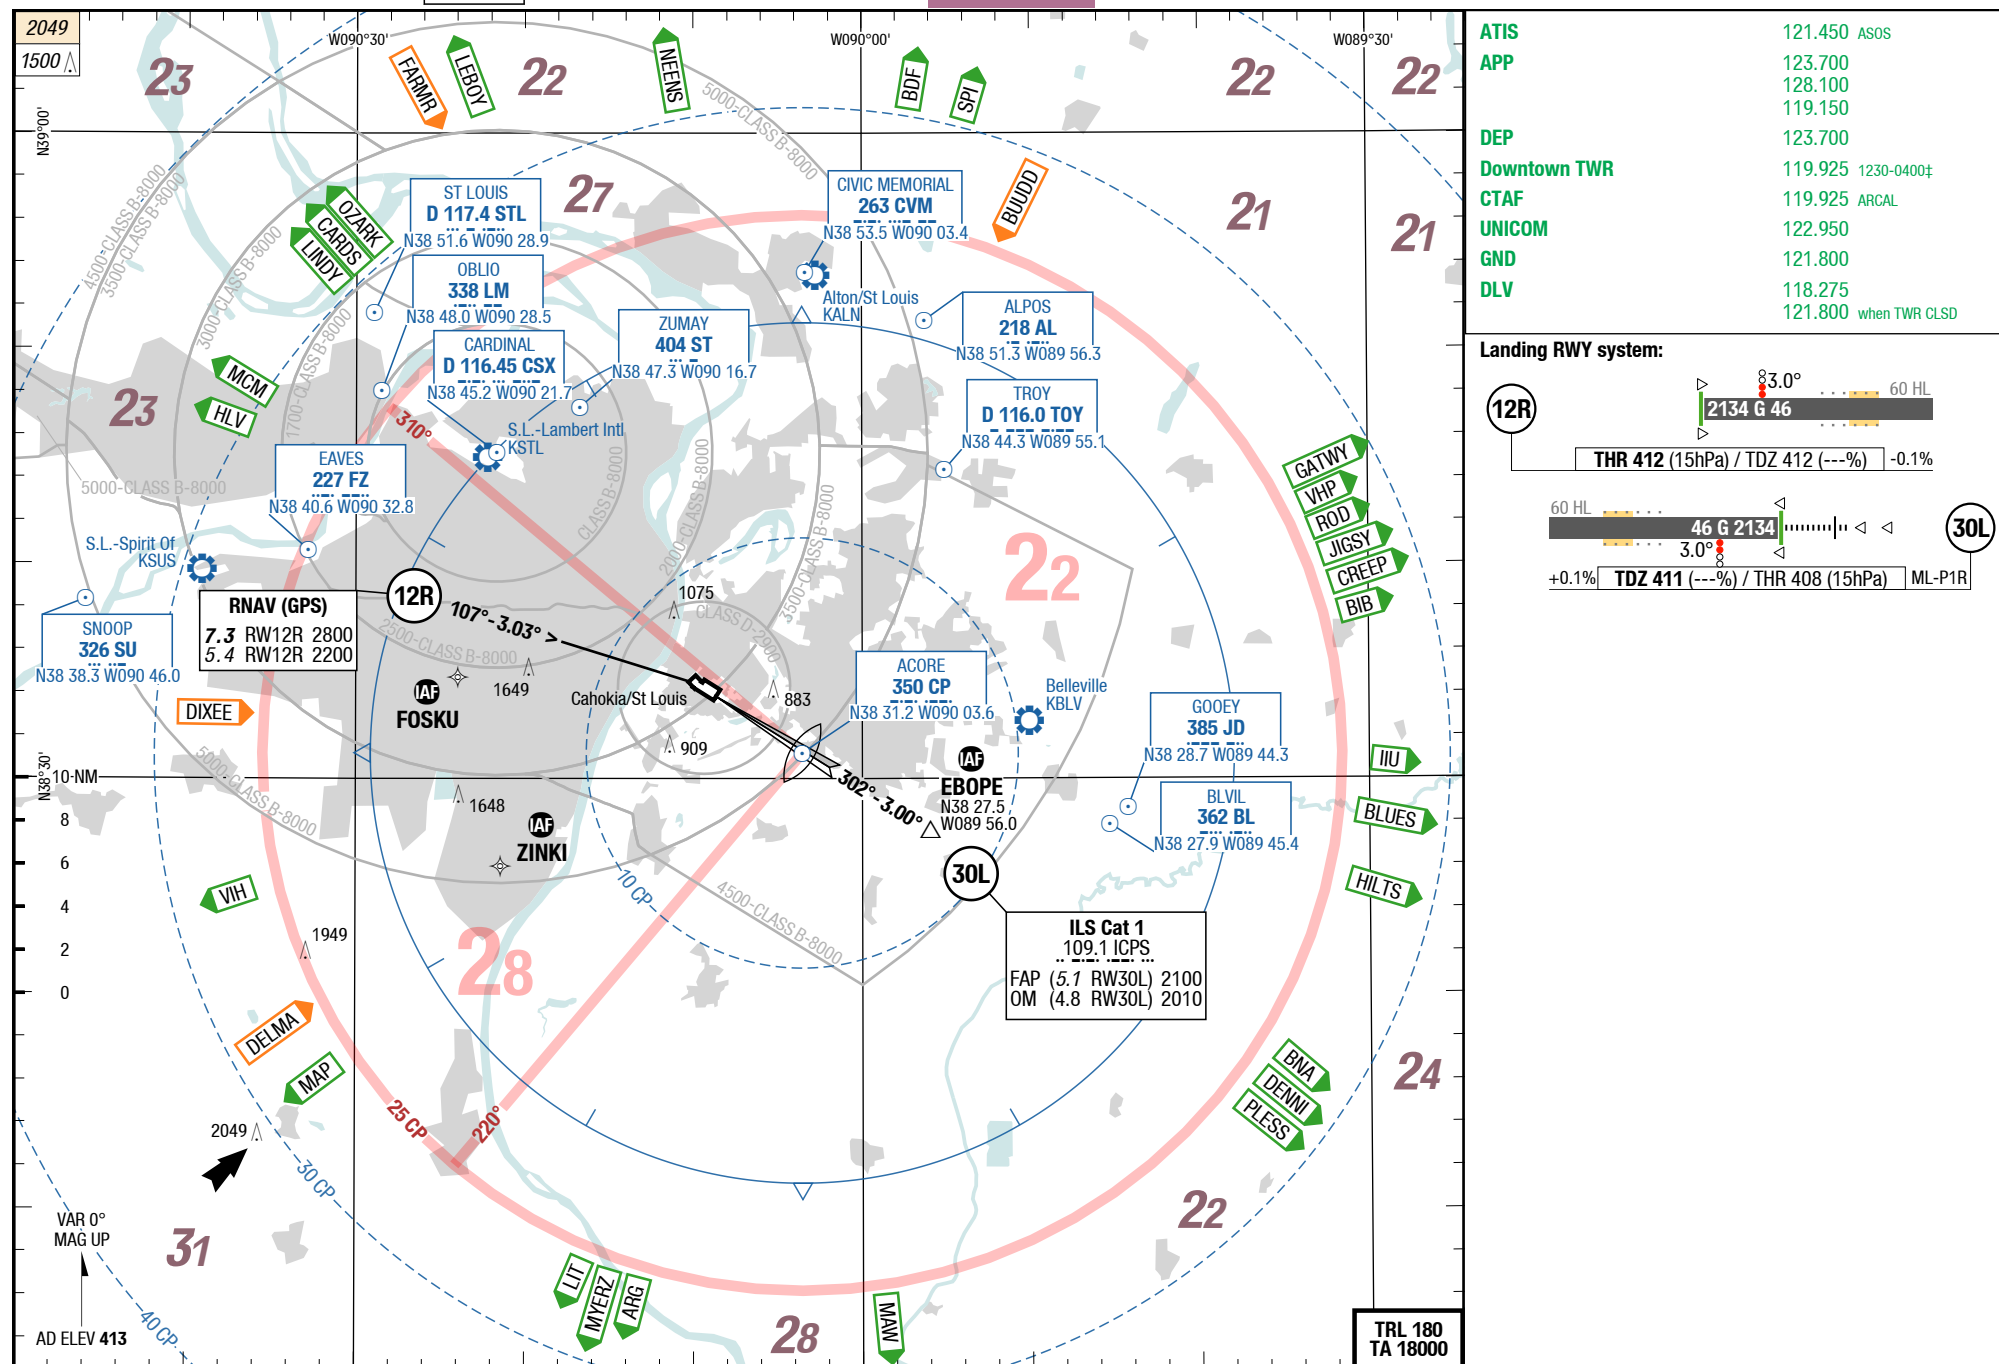 2049
1500
W090°30'
W090°00'
W089°30'
N39°00'
N38°30'
23
22
22
22
27
21
21
23
22
28
24
22
31
28
FARMR
LEBOY
NEENS
BDF
SPI
BUUDD
OZARK
CARDS
LINDY
MCM
HLV
DIXEE
VIH
DELMA
MAP
LIT
MYERZ
ARG
MAW
GATWY
VHP
ROD
JIGSY
CREEP
BIB
IIU
BLUES
HILTS
BNA
DENNI
PLESS
5000-CLASS B-8000
4500-CLASS B-8000
3500-CLASS B-8000
3000-CLASS B-8000
1700-CLASS B-8000
5000-CLASS B-8000
CLASS B-8000
2000-CLASS B-8000
3500-CLASS B-8000
2500-CLASS B-8000
CLASS D-2900
5000-CLASS B-8000
4500-CLASS B-8000
ST LOUIS
D 117.4 STL
N38 51.6 W090 28.9
OBLIO
338 LM
N38 48.0 W090 28.5
CARDINAL
D 116.45 CSX
N38 45.2 W090 21.7
ZUMAY
404 ST
N38 47.3 W090 16.7
CIVIC MEMORIAL
263 CVM
N38 53.5 W090 03.4
Alton/St Louis
KALN
ALPOS
218 AL
N38 51.3 W089 56.3
TROY
D 116.0 TOY
N38 44.3 W089 55.1
S.L.-Lambert Intl
KSTL
EAVES
227 FZ
N38 40.6 W090 32.8
S.L.-Spirit Of
KSUS
SNOOP
326 SU
N38 38.3 W090 46.0
310°
12R
107°-3.03° >
RNAV (GPS)
7.3 RW12R 2800
5.4 RW12R 2200
1075
1649
883
909
1648
1949
2049
IAF
FOSKU
IAF
ZINKI
Cahokia/St Louis
ACORE
350 CP
N38 31.2 W090 03.6
Belleville
KBLV
GOOEY
385 JD
N38 28.7 W089 44.3
BLVIL
362 BL
N38 27.9 W089 45.4
IAF
EBOPE
N38 27.5
W089 56.0
302°-3.00°
30L
ILS Cat 1
109.1 ICPS
FAP (5.1 RW30L) 2100
OM (4.8 RW30L) 2010
10 CP
25 CP
220°
30 CP
40 CP
10-NM
8
6
4
2
0
VAR 0°
MAG UP
AD ELEV 413
TRL 180
TA 18000
ATIS 121.450 ASOS
APP 123.700
128.100
119.150
DEP 123.700
Downtown TWR 119.925 1230-0400‡
CTAF 119.925 ARCAL
UNICOM 122.950
GND 121.800
DLV 118.275
121.800 when TWR CLSD
Landing RWY system:
12R
3.0°
60 HL
2134 G 46
THR 412 (15hPa) / TDZ 412 (---%) -0.1%
60 HL
46 G 2134
3.0°
30L
+0.1% TDZ 411 (---%) / THR 408 (15hPa) ML-P1R